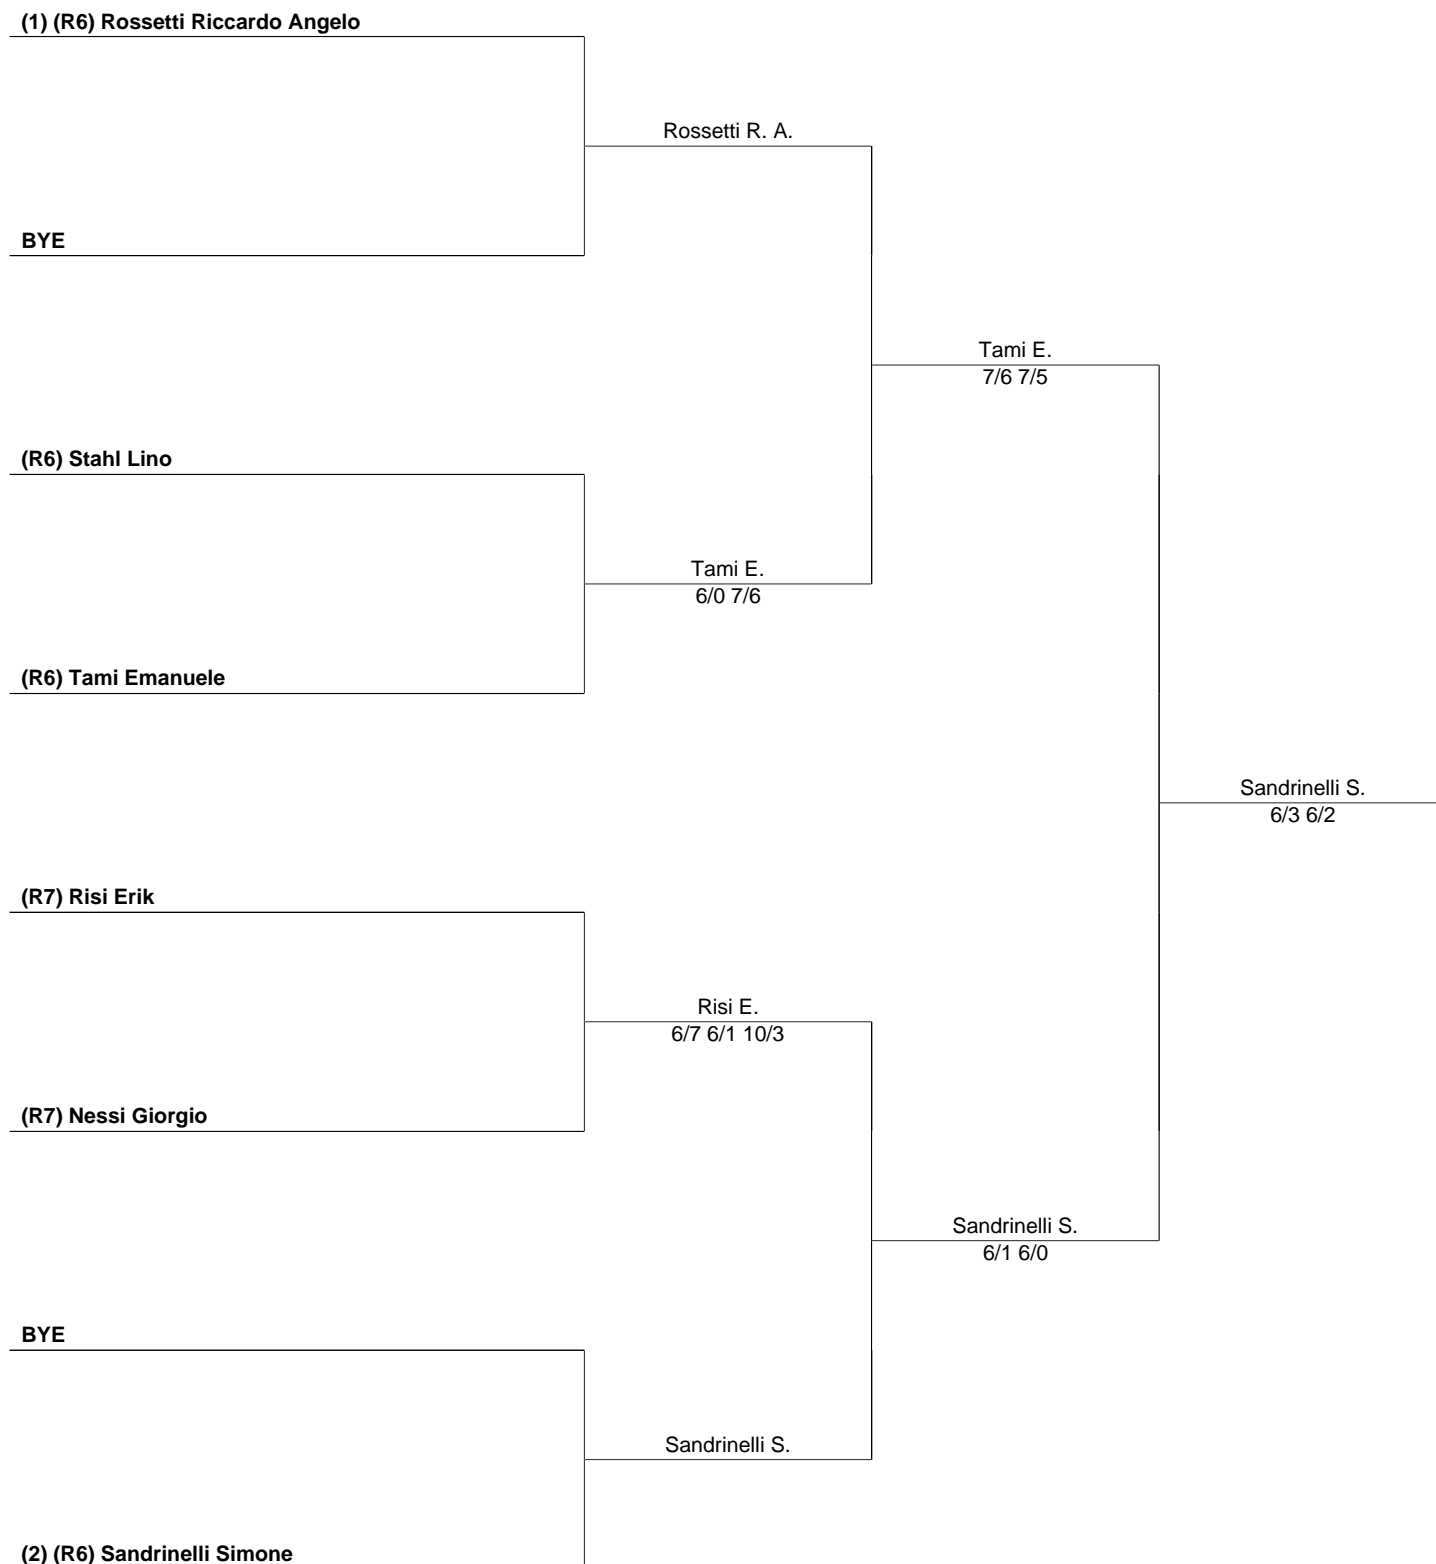 (1) (R6) Rossetti Riccardo Angelo
Rossetti R. A.
BYE
Tami E.
7/6 7/5
(R6) Stahl Lino
Tami E.
6/0 7/6
(R6) Tami Emanuele
Sandrinelli S.
6/3 6/2
(R7) Risi Erik
Risi E.
6/7 6/1 10/3
(R7) Nessi Giorgio
Sandrinelli S.
6/1 6/0
BYE
Sandrinelli S.
(2) (R6) Sandrinelli Simone